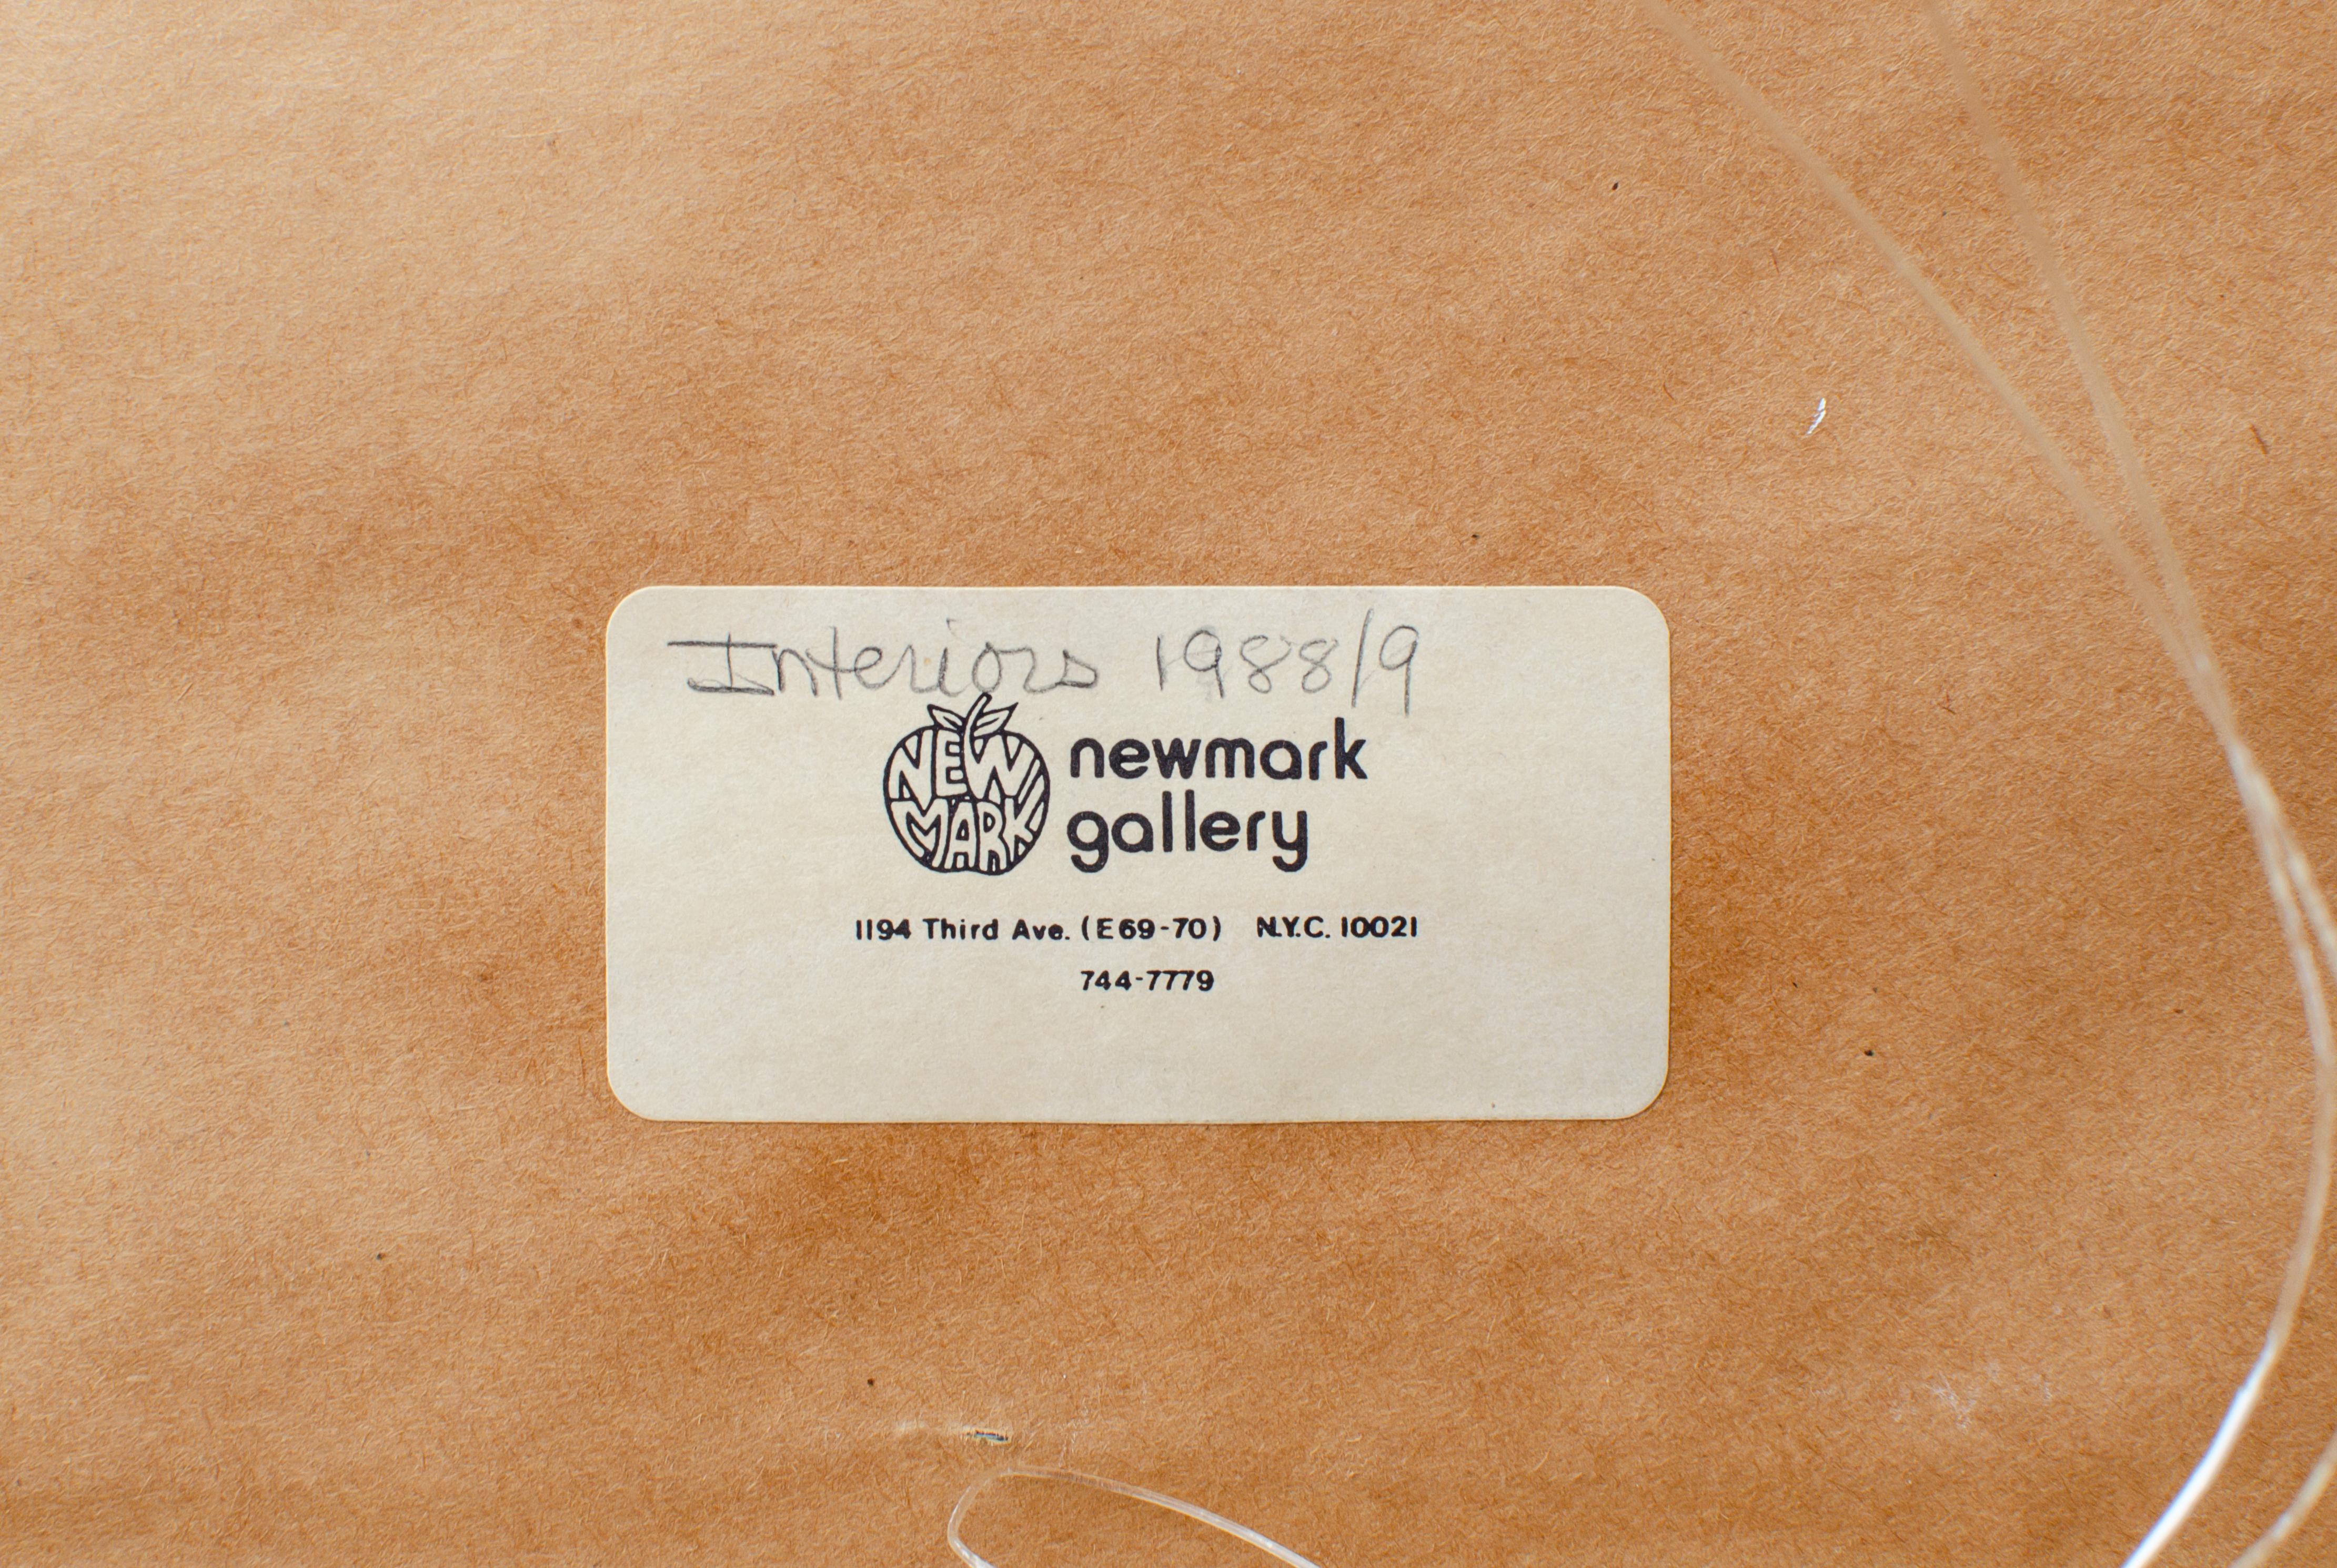 Interiors 1988/9
NEW
MARK
newmark
gallery
1194 Third Ave. (E69-70) N.Y.C. 10021
744-7779